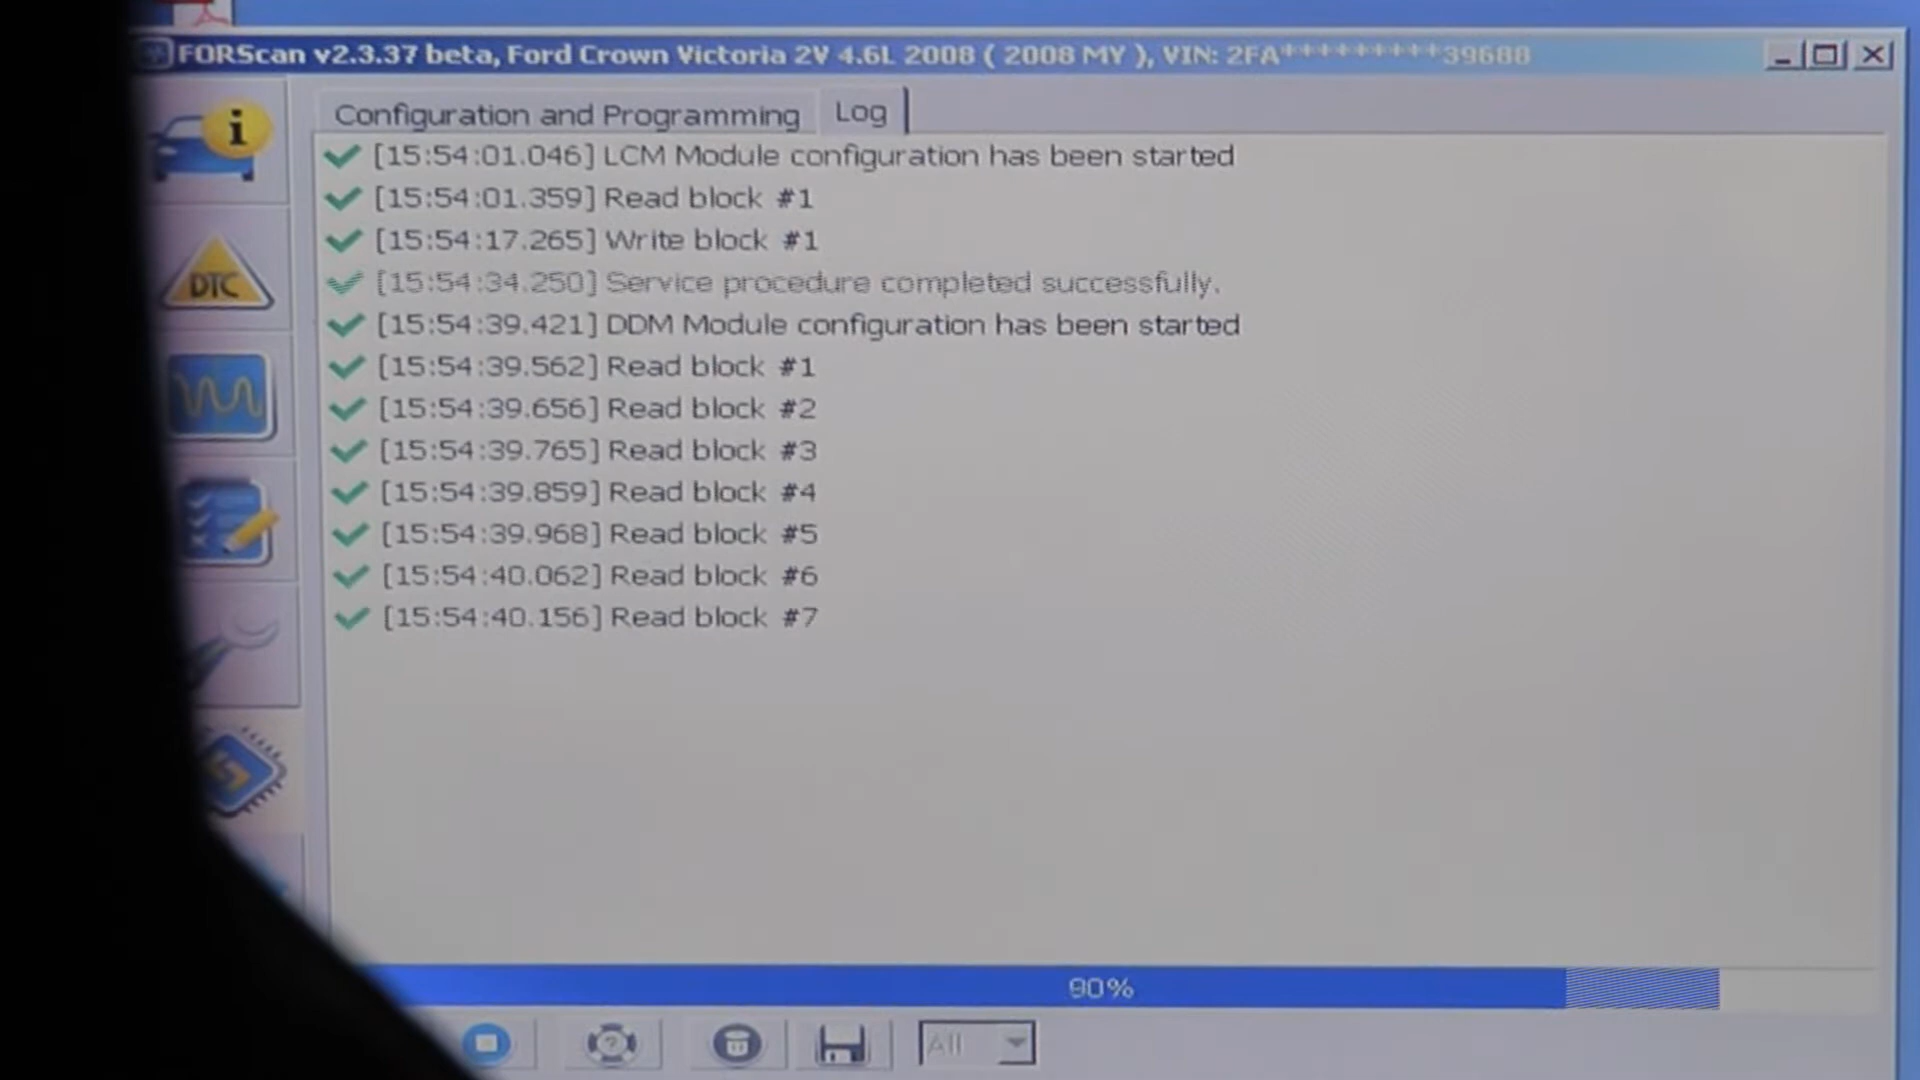 FORScan v2.3.37 beta, Ford Crown Victoria 2V 4.6L 2008 ( 2008 MY ), VIN: 2FA*********39688
Configuration and Programming
Log
[15:54:01.046] LCM Module configuration has been started
[15:54:01.359] Read block #1
[15:54:17.265] Write block #1
[15:54:34.250] Service procedure completed successfully.
[15:54:39.421] DDM Module configuration has been started
[15:54:39.562] Read block #1
[15:54:39.656] Read block #2
[15:54:39.765] Read block #3
[15:54:39.859] Read block #4
[15:54:39.968] Read block #5
[15:54:40.062] Read block #6
[15:54:40.156] Read block #7
i
DTC
90%
?
All